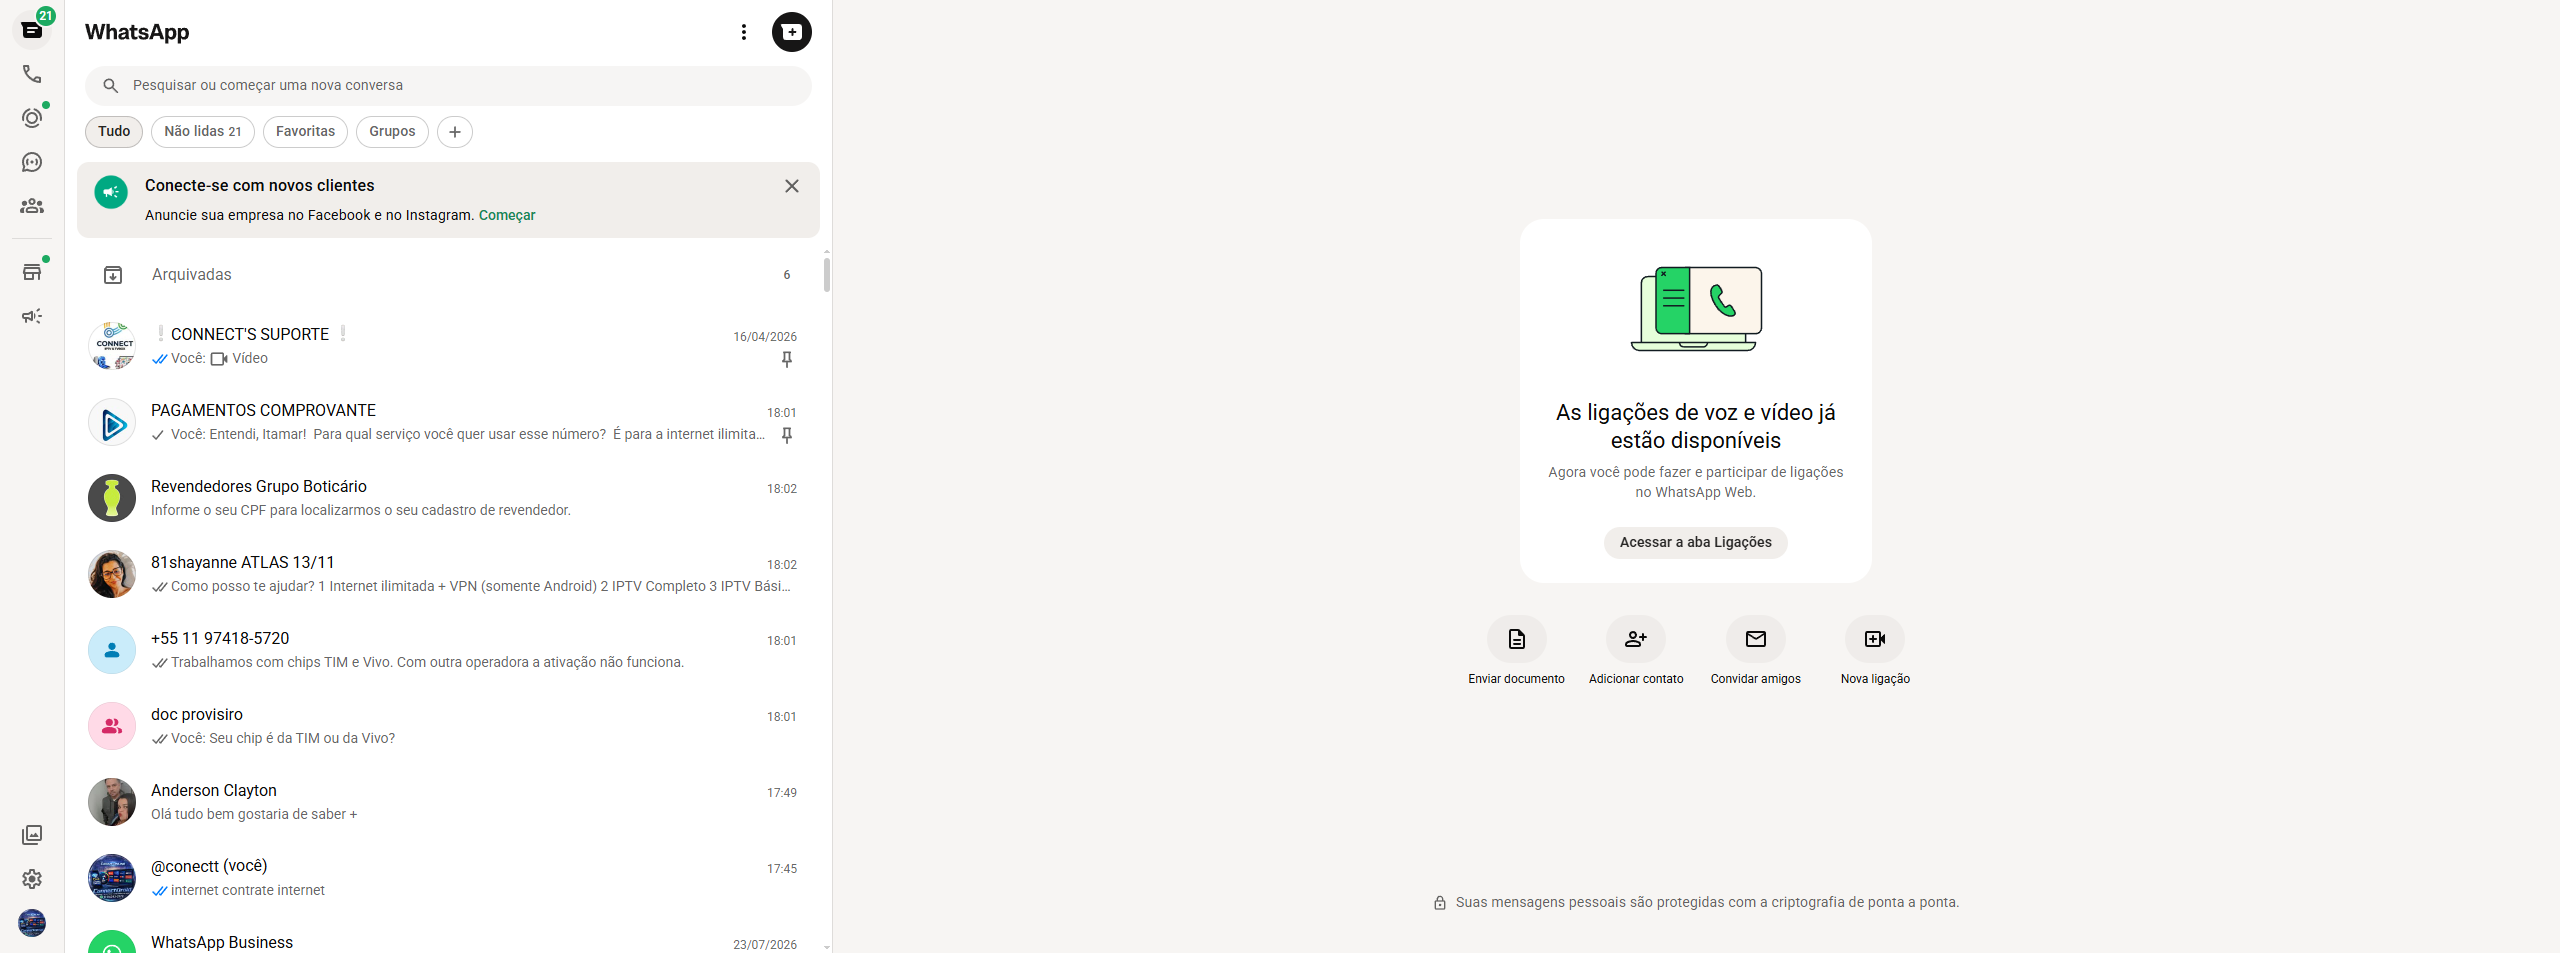 21
WhatsApp
Pesquisar ou começar uma nova conversa
Tudo
Não lidas 21
Favoritas
Grupos
Conecte-se com novos clientes
Anuncie sua empresa no Facebook e no Instagram. Começar
Arquivadas
6
❕CONNECT'S SUPORTE ❕
16/04/2026
Você: Vídeo
PAGAMENTOS COMPROVANTE
18:01
Você: Entendi, Itamar! Para qual serviço você quer usar esse número? É para a internet ilimita...
Revendedores Grupo Boticário
18:02
Informe o seu CPF para localizarmos o seu cadastro de revendedor.
81shayanne ATLAS 13/11
18:02
Como posso te ajudar? 1 Internet ilimitada + VPN (somente Android) 2 IPTV Completo 3 IPTV Bási...
+55 11 97418-5720
18:01
Trabalhamos com chips TIM e Vivo. Com outra operadora a ativação não funciona.
doc provisiro
18:01
Você: Seu chip é da TIM ou da Vivo?
Anderson Clayton
17:49
Olá tudo bem gostaria de saber +
@conectt (você)
17:45
internet contrate internet
WhatsApp Business
23/07/2026
CONNECT
As ligações de voz e vídeo já
estão disponíveis
Agora você pode fazer e participar de ligações
no WhatsApp Web.
Acessar a aba Ligações
Enviar documento
Adicionar contato
Convidar amigos
Nova ligação
Suas mensagens pessoais são protegidas com a criptografia de ponta a ponta.